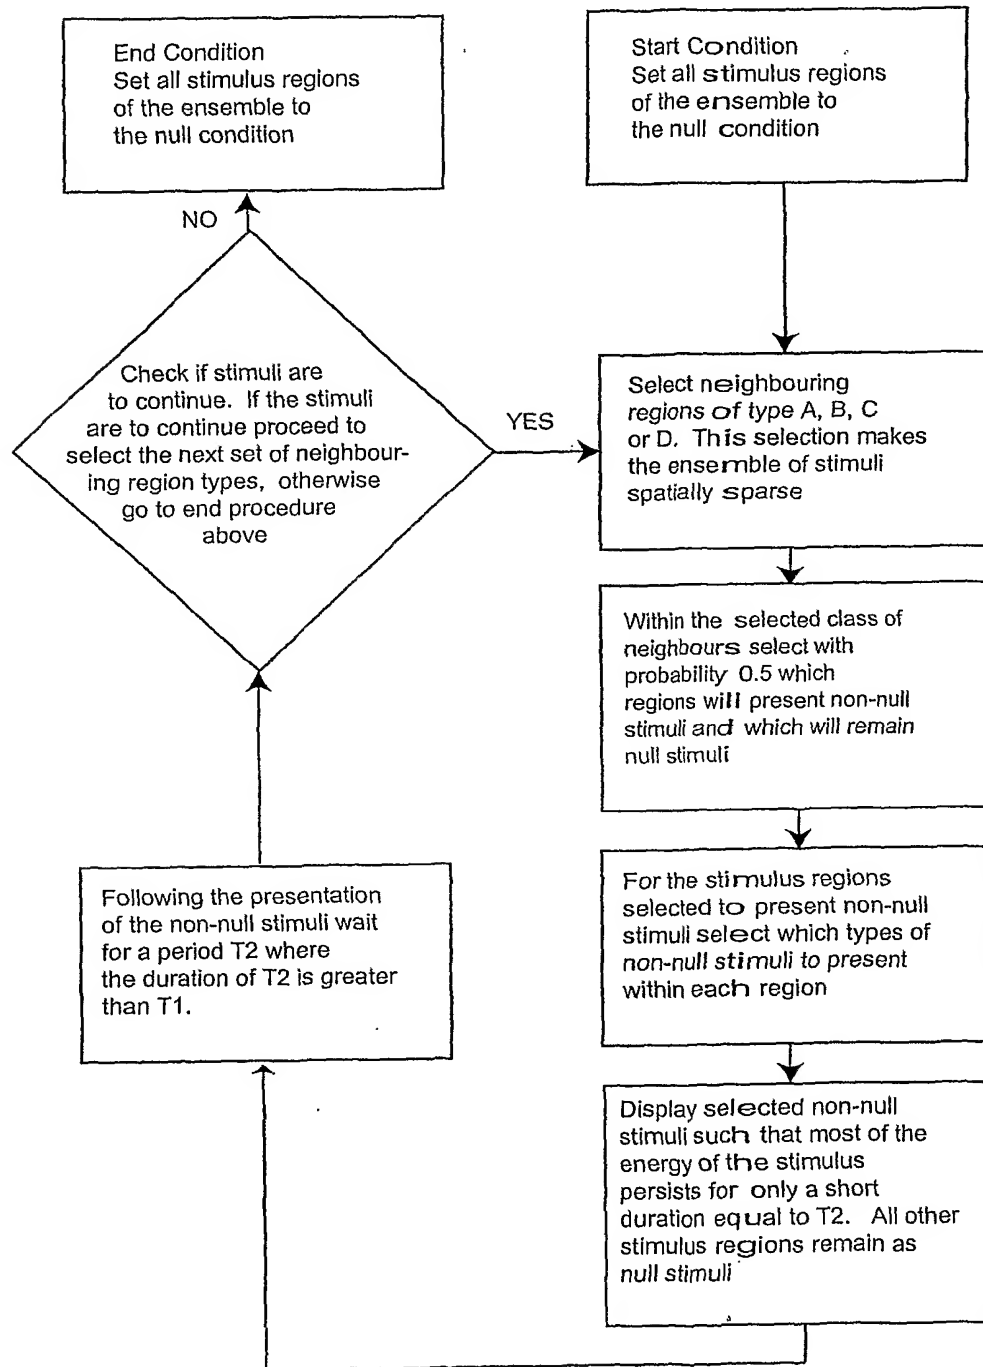 End Condition
Set all stimulus regions
of the ensemble to
the null condition
Start Condition
Set all stimulus regions
of the ensemble to
the null condition
NO
Check if stimuli are
to continue. If the stimuli
are to continue proceed to
select the next set of neighbour-
ing region types, otherwise
go to end procedure
above
YES
Select neighbouring
regions of type A, B, C
or D. This selection makes
the ensemble of stimuli
spatially sparse
Within the selected class of
neighbours select with
probability 0.5 which
regions will present non-null
stimuli and which will remain
null stimuli
For the stimulus regions
selected to present non-null
stimuli select which types of
non-null stimuli to present
within each region
Display selected non-null
stimuli such that most of the
energy of the stimulus
persists for only a short
duration equal to T2. All other
stimulus regions remain as
null stimuli
Following the presentation
of the non-null stimuli wait
for a period T2 where
the duration of T2 is greater
than T1.